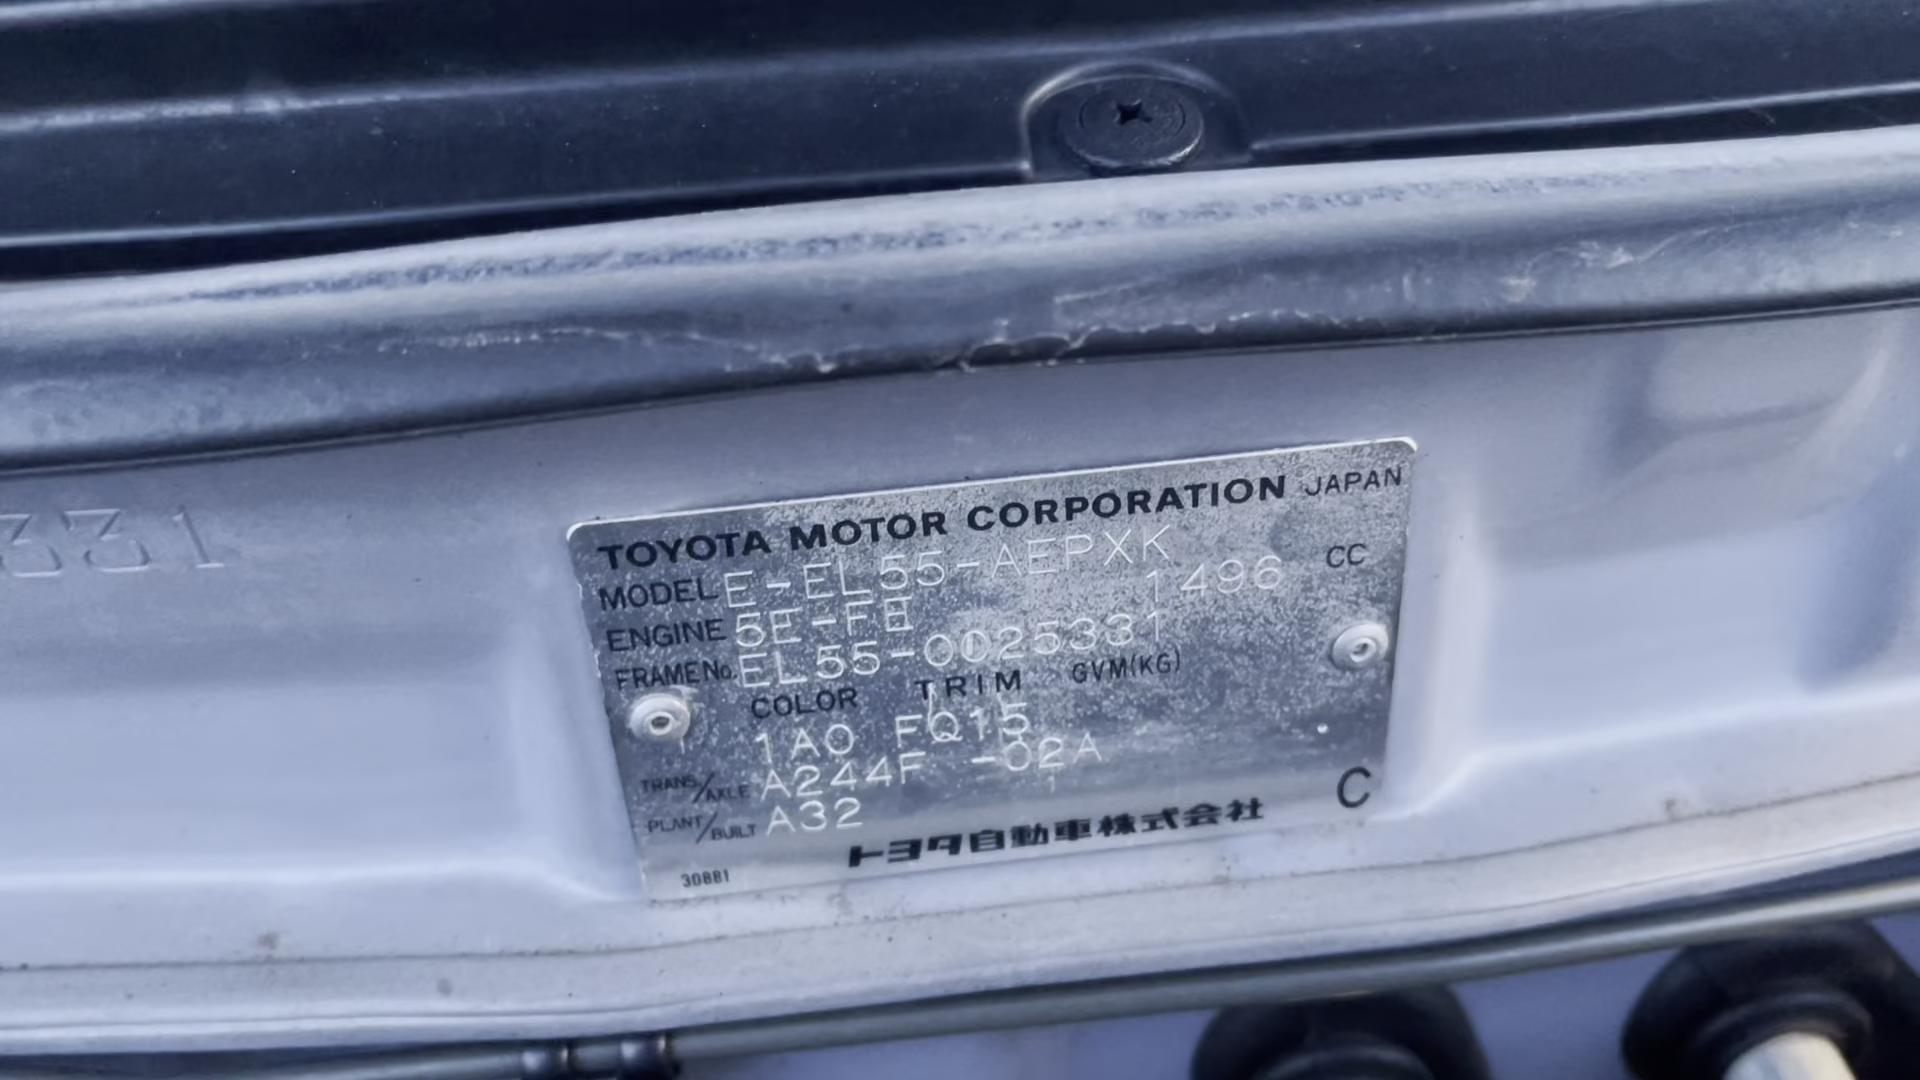 331
TOYOTA MOTOR CORPORATION JAPAN
MODEL E-EL55-AEPXK
ENGINE 5E-FE 1496 CC
FRAME No. EL55-0025331
COLOR TRIM GVM(KG)
1A0 FQ15
TRANS/AXLE A244F -02A
PLANT/BUILT A32
C
トヨタ自動車株式会社
30881